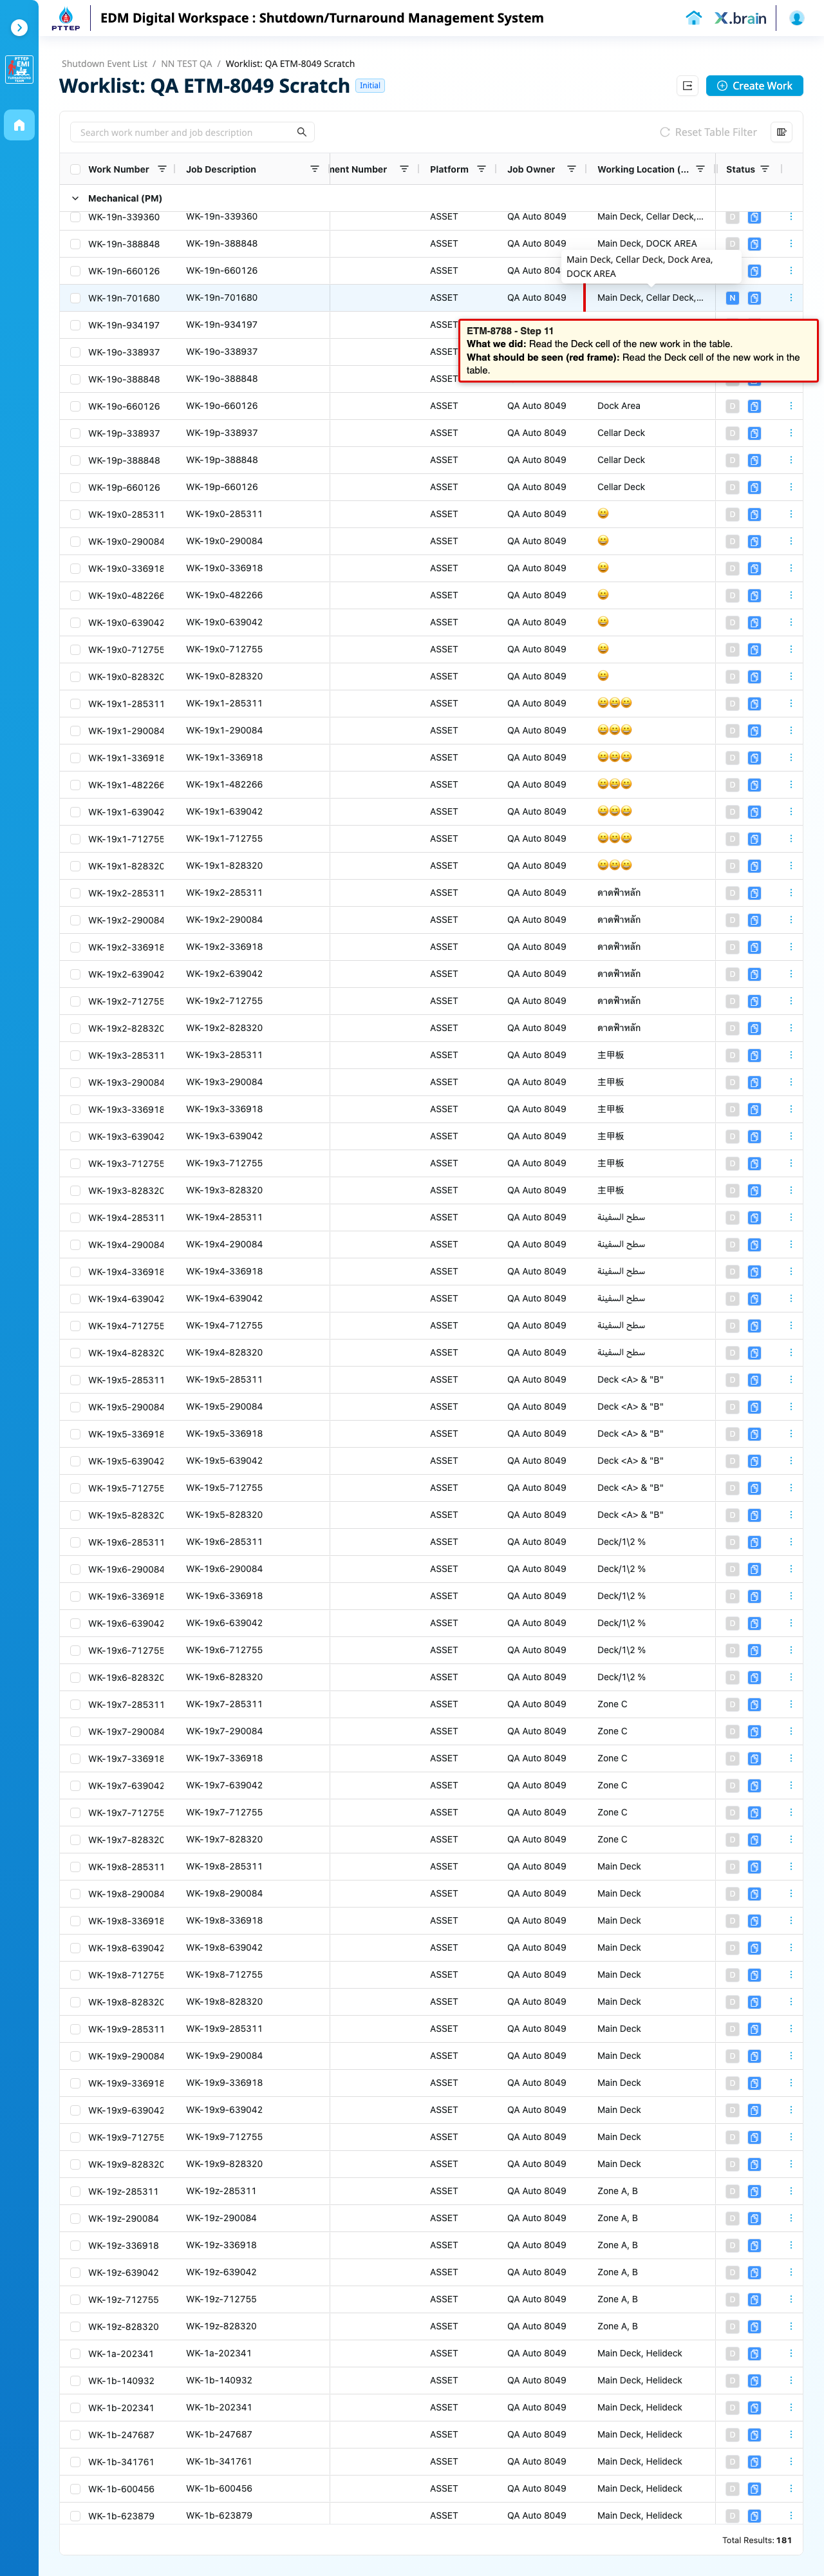 PTTEP
EDM Digital Workspace : Shutdown/Turnaround Management System
X.brain
Shutdown Event List / NN TEST QA / Worklist: QA ETM-8049 Scratch
Worklist: QA ETM-8049 Scratch Initial
Create Work
Search work number and job description
Reset Table Filter
Work Number Job Description nent Number Platform Job Owner Working Location (... Status
Mechanical (PM)
WK-19n-339360 WK-19n-339360 ASSET QA Auto 8049 Main Deck, Cellar Deck,... D
WK-19n-388848 WK-19n-388848 ASSET QA Auto 8049 Main Deck, DOCK AREA D
Main Deck, Cellar Deck, Dock Area,
DOCK AREA
WK-19n-660126 WK-19n-660126 ASSET QA Auto 804
WK-19n-701680 WK-19n-701680 ASSET QA Auto 8049 Main Deck, Cellar Deck,... N
WK-19n-934197 WK-19n-934197 ASSET
ETM-8788 - Step 11
What we did: Read the Deck cell of the new work in the table.
What should be seen (red frame): Read the Deck cell of the new work in the
table.
WK-19o-338937 WK-19o-338937 ASSET
WK-19o-388848 WK-19o-388848 ASSET
WK-19o-660126 WK-19o-660126 ASSET QA Auto 8049 Dock Area D
WK-19p-338937 WK-19p-338937 ASSET QA Auto 8049 Cellar Deck D
WK-19p-388848 WK-19p-388848 ASSET QA Auto 8049 Cellar Deck D
WK-19p-660126 WK-19p-660126 ASSET QA Auto 8049 Cellar Deck D
WK-19x0-285311 WK-19x0-285311 ASSET QA Auto 8049 😀 D
WK-19x0-290084 WK-19x0-290084 ASSET QA Auto 8049 😀 D
WK-19x0-336918 WK-19x0-336918 ASSET QA Auto 8049 😀 D
WK-19x0-482266 WK-19x0-482266 ASSET QA Auto 8049 😀 D
WK-19x0-639042 WK-19x0-639042 ASSET QA Auto 8049 😀 D
WK-19x0-712755 WK-19x0-712755 ASSET QA Auto 8049 😀 D
WK-19x0-828320 WK-19x0-828320 ASSET QA Auto 8049 😀 D
WK-19x1-285311 WK-19x1-285311 ASSET QA Auto 8049 😀😀😀 D
WK-19x1-290084 WK-19x1-290084 ASSET QA Auto 8049 😀😀😀 D
WK-19x1-336918 WK-19x1-336918 ASSET QA Auto 8049 😀😀😀 D
WK-19x1-482266 WK-19x1-482266 ASSET QA Auto 8049 😀😀😀 D
WK-19x1-639042 WK-19x1-639042 ASSET QA Auto 8049 😀😀😀 D
WK-19x1-712755 WK-19x1-712755 ASSET QA Auto 8049 😀😀😀 D
WK-19x1-828320 WK-19x1-828320 ASSET QA Auto 8049 😀😀😀 D
WK-19x2-285311 WK-19x2-285311 ASSET QA Auto 8049 ดาดฟ้าหลัก D
WK-19x2-290084 WK-19x2-290084 ASSET QA Auto 8049 ดาดฟ้าหลัก D
WK-19x2-336918 WK-19x2-336918 ASSET QA Auto 8049 ดาดฟ้าหลัก D
WK-19x2-639042 WK-19x2-639042 ASSET QA Auto 8049 ดาดฟ้าหลัก D
WK-19x2-712755 WK-19x2-712755 ASSET QA Auto 8049 ดาดฟ้าหลัก D
WK-19x2-828320 WK-19x2-828320 ASSET QA Auto 8049 ดาดฟ้าหลัก D
WK-19x3-285311 WK-19x3-285311 ASSET QA Auto 8049 主甲板 D
WK-19x3-290084 WK-19x3-290084 ASSET QA Auto 8049 主甲板 D
WK-19x3-336918 WK-19x3-336918 ASSET QA Auto 8049 主甲板 D
WK-19x3-639042 WK-19x3-639042 ASSET QA Auto 8049 主甲板 D
WK-19x3-712755 WK-19x3-712755 ASSET QA Auto 8049 主甲板 D
WK-19x3-828320 WK-19x3-828320 ASSET QA Auto 8049 主甲板 D
WK-19x4-285311 WK-19x4-285311 ASSET QA Auto 8049 سطح السفينة D
WK-19x4-290084 WK-19x4-290084 ASSET QA Auto 8049 سطح السفينة D
WK-19x4-336918 WK-19x4-336918 ASSET QA Auto 8049 سطح السفينة D
WK-19x4-639042 WK-19x4-639042 ASSET QA Auto 8049 سطح السفينة D
WK-19x4-712755 WK-19x4-712755 ASSET QA Auto 8049 سطح السفينة D
WK-19x4-828320 WK-19x4-828320 ASSET QA Auto 8049 سطح السفينة D
WK-19x5-285311 WK-19x5-285311 ASSET QA Auto 8049 Deck <A> & "B" D
WK-19x5-290084 WK-19x5-290084 ASSET QA Auto 8049 Deck <A> & "B" D
WK-19x5-336918 WK-19x5-336918 ASSET QA Auto 8049 Deck <A> & "B" D
WK-19x5-639042 WK-19x5-639042 ASSET QA Auto 8049 Deck <A> & "B" D
WK-19x5-712755 WK-19x5-712755 ASSET QA Auto 8049 Deck <A> & "B" D
WK-19x5-828320 WK-19x5-828320 ASSET QA Auto 8049 Deck <A> & "B" D
WK-19x6-285311 WK-19x6-285311 ASSET QA Auto 8049 Deck/1\2 % D
WK-19x6-290084 WK-19x6-290084 ASSET QA Auto 8049 Deck/1\2 % D
WK-19x6-336918 WK-19x6-336918 ASSET QA Auto 8049 Deck/1\2 % D
WK-19x6-639042 WK-19x6-639042 ASSET QA Auto 8049 Deck/1\2 % D
WK-19x6-712755 WK-19x6-712755 ASSET QA Auto 8049 Deck/1\2 % D
WK-19x6-828320 WK-19x6-828320 ASSET QA Auto 8049 Deck/1\2 % D
WK-19x7-285311 WK-19x7-285311 ASSET QA Auto 8049 Zone C D
WK-19x7-290084 WK-19x7-290084 ASSET QA Auto 8049 Zone C D
WK-19x7-336918 WK-19x7-336918 ASSET QA Auto 8049 Zone C D
WK-19x7-639042 WK-19x7-639042 ASSET QA Auto 8049 Zone C D
WK-19x7-712755 WK-19x7-712755 ASSET QA Auto 8049 Zone C D
WK-19x7-828320 WK-19x7-828320 ASSET QA Auto 8049 Zone C D
WK-19x8-285311 WK-19x8-285311 ASSET QA Auto 8049 Main Deck D
WK-19x8-290084 WK-19x8-290084 ASSET QA Auto 8049 Main Deck D
WK-19x8-336918 WK-19x8-336918 ASSET QA Auto 8049 Main Deck D
WK-19x8-639042 WK-19x8-639042 ASSET QA Auto 8049 Main Deck D
WK-19x8-712755 WK-19x8-712755 ASSET QA Auto 8049 Main Deck D
WK-19x8-828320 WK-19x8-828320 ASSET QA Auto 8049 Main Deck D
WK-19x9-285311 WK-19x9-285311 ASSET QA Auto 8049 Main Deck D
WK-19x9-290084 WK-19x9-290084 ASSET QA Auto 8049 Main Deck D
WK-19x9-336918 WK-19x9-336918 ASSET QA Auto 8049 Main Deck D
WK-19x9-639042 WK-19x9-639042 ASSET QA Auto 8049 Main Deck D
WK-19x9-712755 WK-19x9-712755 ASSET QA Auto 8049 Main Deck D
WK-19x9-828320 WK-19x9-828320 ASSET QA Auto 8049 Main Deck D
WK-19z-285311 WK-19z-285311 ASSET QA Auto 8049 Zone A, B D
WK-19z-290084 WK-19z-290084 ASSET QA Auto 8049 Zone A, B D
WK-19z-336918 WK-19z-336918 ASSET QA Auto 8049 Zone A, B D
WK-19z-639042 WK-19z-639042 ASSET QA Auto 8049 Zone A, B D
WK-19z-712755 WK-19z-712755 ASSET QA Auto 8049 Zone A, B D
WK-19z-828320 WK-19z-828320 ASSET QA Auto 8049 Zone A, B D
WK-1a-202341 WK-1a-202341 ASSET QA Auto 8049 Main Deck, Helideck D
WK-1b-140932 WK-1b-140932 ASSET QA Auto 8049 Main Deck, Helideck D
WK-1b-202341 WK-1b-202341 ASSET QA Auto 8049 Main Deck, Helideck D
WK-1b-247687 WK-1b-247687 ASSET QA Auto 8049 Main Deck, Helideck D
WK-1b-341761 WK-1b-341761 ASSET QA Auto 8049 Main Deck, Helideck D
WK-1b-600456 WK-1b-600456 ASSET QA Auto 8049 Main Deck, Helideck D
WK-1b-623879 WK-1b-623879 ASSET QA Auto 8049 Main Deck, Helideck D
Total Results: 181